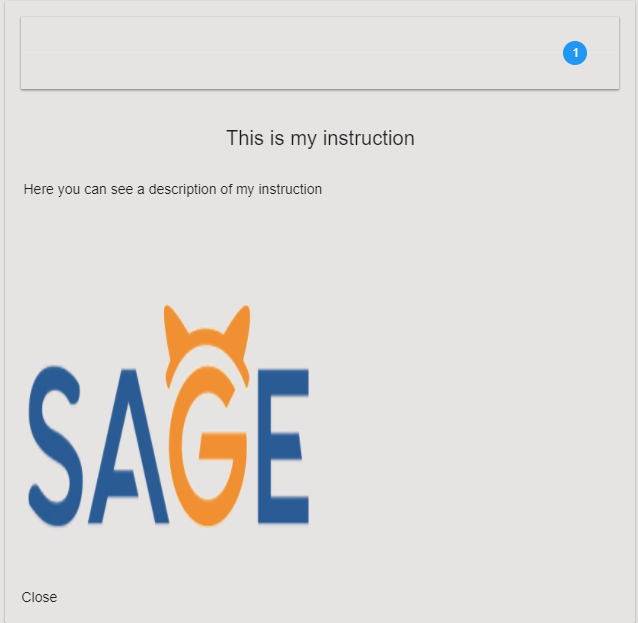 1
This is my instruction
Here you can see a description of my instruction
SAGE
Close